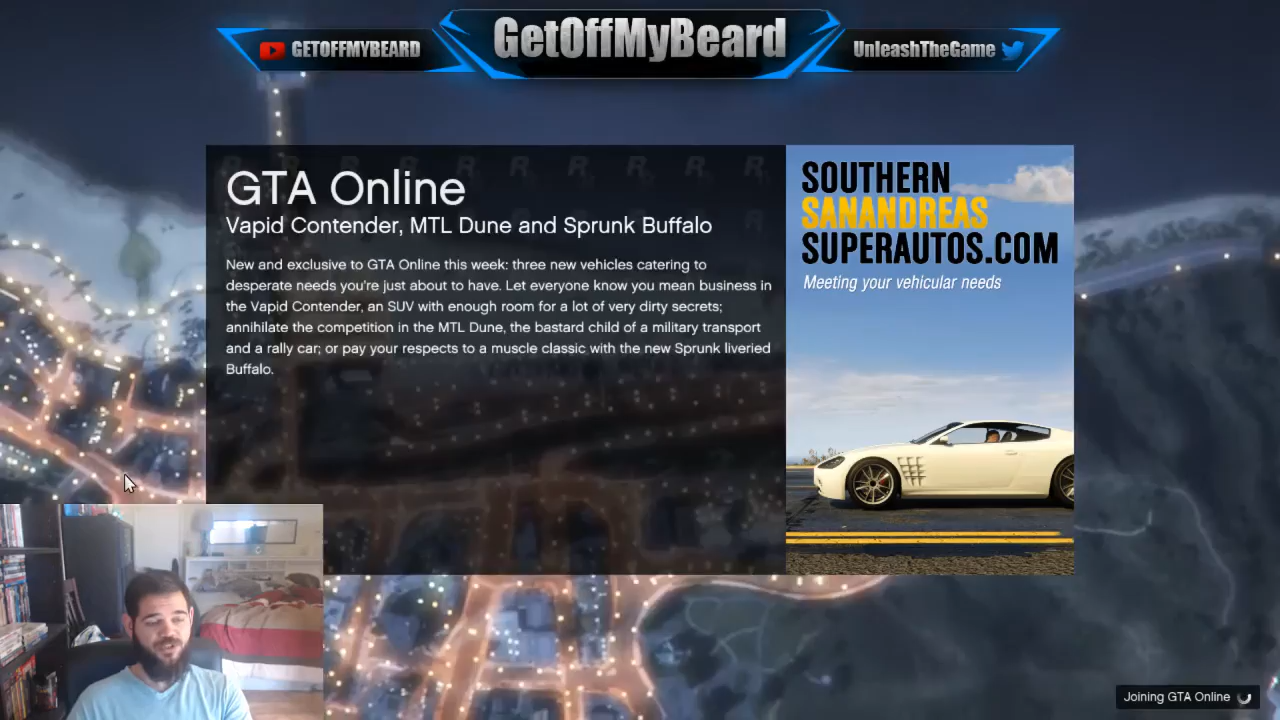 GetOffMyBeard
GETOFFMYBEARD
UnleashTheGame
GTA Online
Vapid Contender, MTL Dune and Sprunk Buffalo
New and exclusive to GTA Online this week: three new vehicles catering to
desperate needs you're just about to have. Let everyone know you mean business in
the Vapid Contender, an SUV with enough room for a lot of very dirty secrets;
annihilate the competition in the MTL Dune, the bastard child of a military transport
and a rally car; or pay your respects to a muscle classic with the new Sprunk liveried
Buffalo.
SOUTHERN
SANANDREAS
SUPERAUTOS.COM
Meeting your vehicular needs
Joining GTA Online